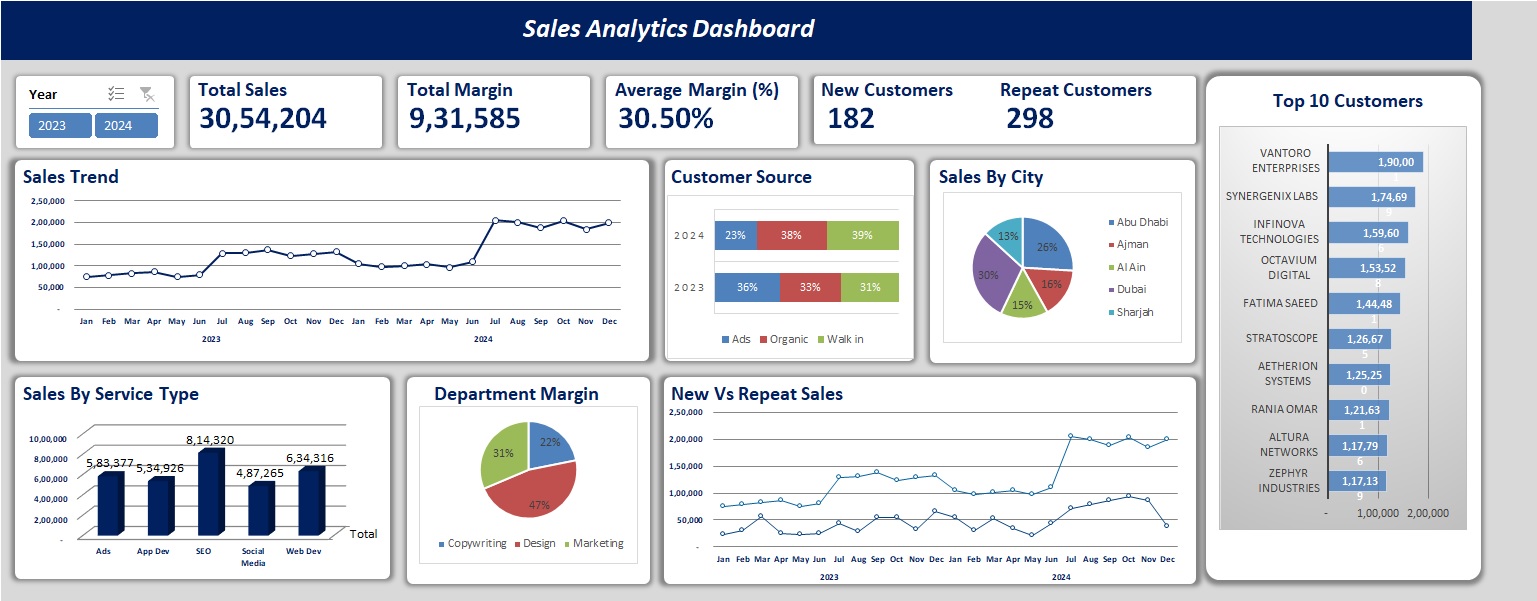 Sales Analytics Dashboard
Year
2023
2024
Total Sales
30,54,204
Total Margin
9,31,585
Average Margin (%)
30.50%
New Customers
182
Repeat Customers
298
Sales Trend
2,50,000
2,00,000
1,50,000
1,00,000
50,000
-
Jan Feb Mar Apr May Jun Jul Aug Sep Oct Nov Dec Jan Feb Mar Apr May Jun Jul Aug Sep Oct Nov Dec
2023 2024
Customer Source
2024
23% 38% 39%
2023
36% 33% 31%
Ads Organic Walk in
Sales By City
26%
16%
15%
30%
13%
Abu Dhabi
Ajman
Al Ain
Dubai
Sharjah
Sales By Service Type
10,00,000
8,00,000
6,00,000
4,00,000
2,00,000
-
5,83,377
5,34,926
8,14,320
4,87,265
6,34,316
Total
Ads App Dev SEO Social Web Dev
Media
Department Margin
22%
47%
31%
Copywriting Design Marketing
New Vs Repeat Sales
2,50,000
2,00,000
1,50,000
1,00,000
50,000
-
Jan Feb Mar Apr May Jun Jul Aug Sep Oct Nov Dec Jan Feb Mar Apr May Jun Jul Aug Sep Oct Nov Dec
2023 2024
Top 10 Customers
VANTORO
ENTERPRISES
1,90,00
SYNERGENIX LABS
1,74,69
INFINOVA
TECHNOLOGIES
1,59,60
OCTAVIUM
DIGITAL
1,53,52
8
FATIMA SAEED
1,44,48
1
STRATOSCOPE
1,26,67
5
AETHERION
SYSTEMS
1,25,25
0
RANIA OMAR
1,21,63
1
ALTURA
NETWORKS
1,17,79
6
ZEPHYR
INDUSTRIES
1,17,13
9
- 1,00,000 2,00,000